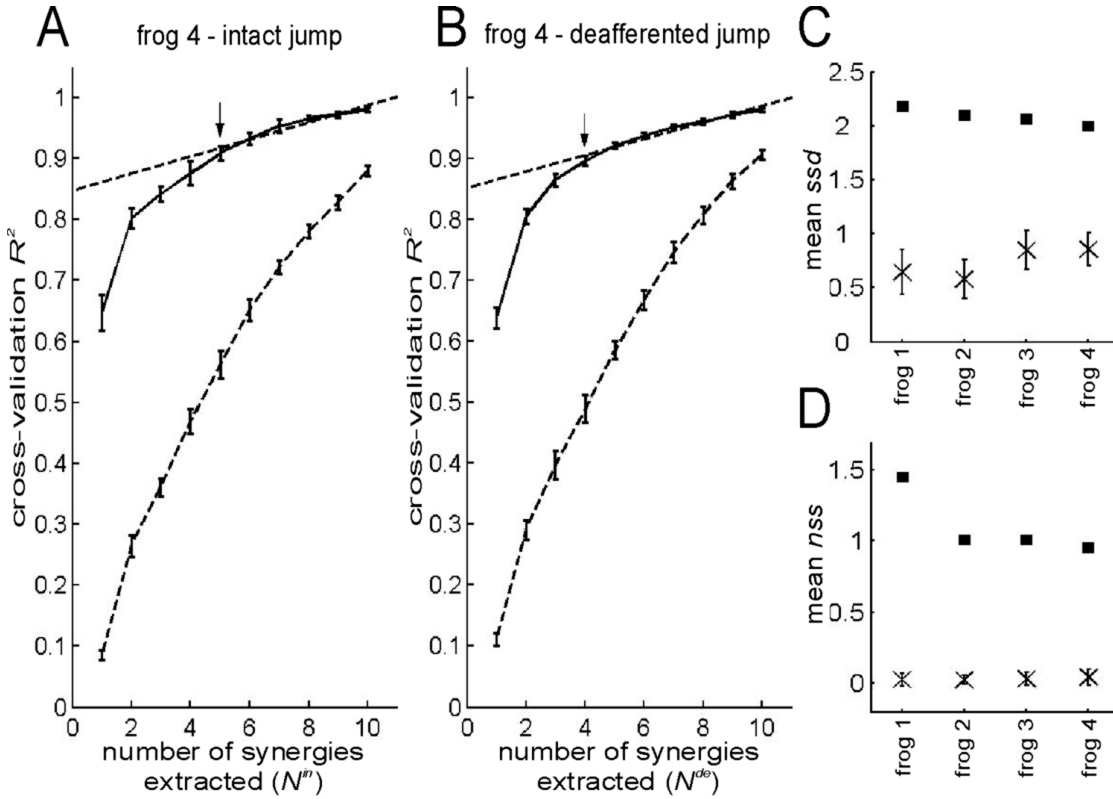 A
frog 4 - intact jump
1
0.9
0.8
0.7
0.6
0.5
0.4
0.3
0.2
0.1
0
cross-validation R²
0 2 4 6 8 10
number of synergies
extracted (Nⁱⁿ)
B
frog 4 - deafferented jump
1
0.9
0.8
0.7
0.6
0.5
0.4
0.3
0.2
0.1
0
cross-validation R²
0 2 4 6 8 10
number of synergies
extracted (Nᵈᵉ)
C
2.5
2
1.5
1
0.5
0
mean ssd
frog 1
frog 2
frog 3
frog 4
D
1.5
1
0.5
0
mean nss
frog 1
frog 2
frog 3
frog 4